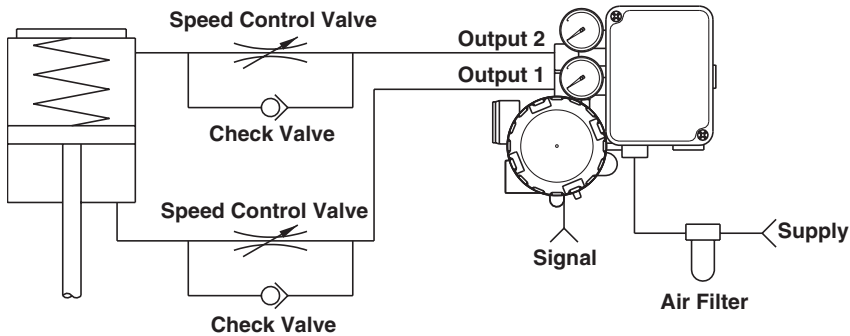 Speed Control Valve
Output 2
Output 1
Check Valve
Speed Control Valve
Supply
Signal
Air Filter
Check Valve